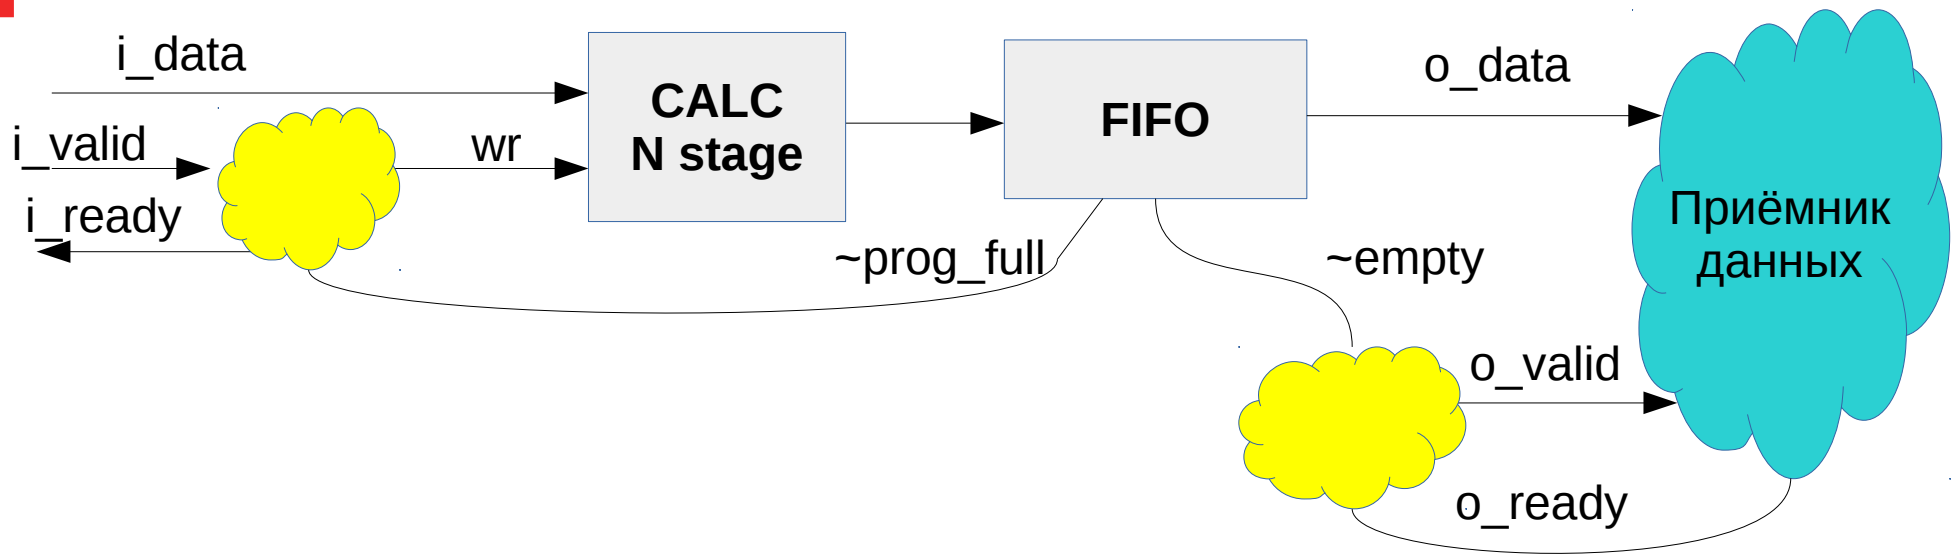 i_data
i_valid
i_ready
wr
CALC
N stage
FIFO
~prog_full
~empty
o_data
Приёмник
данных
o_valid
o_ready